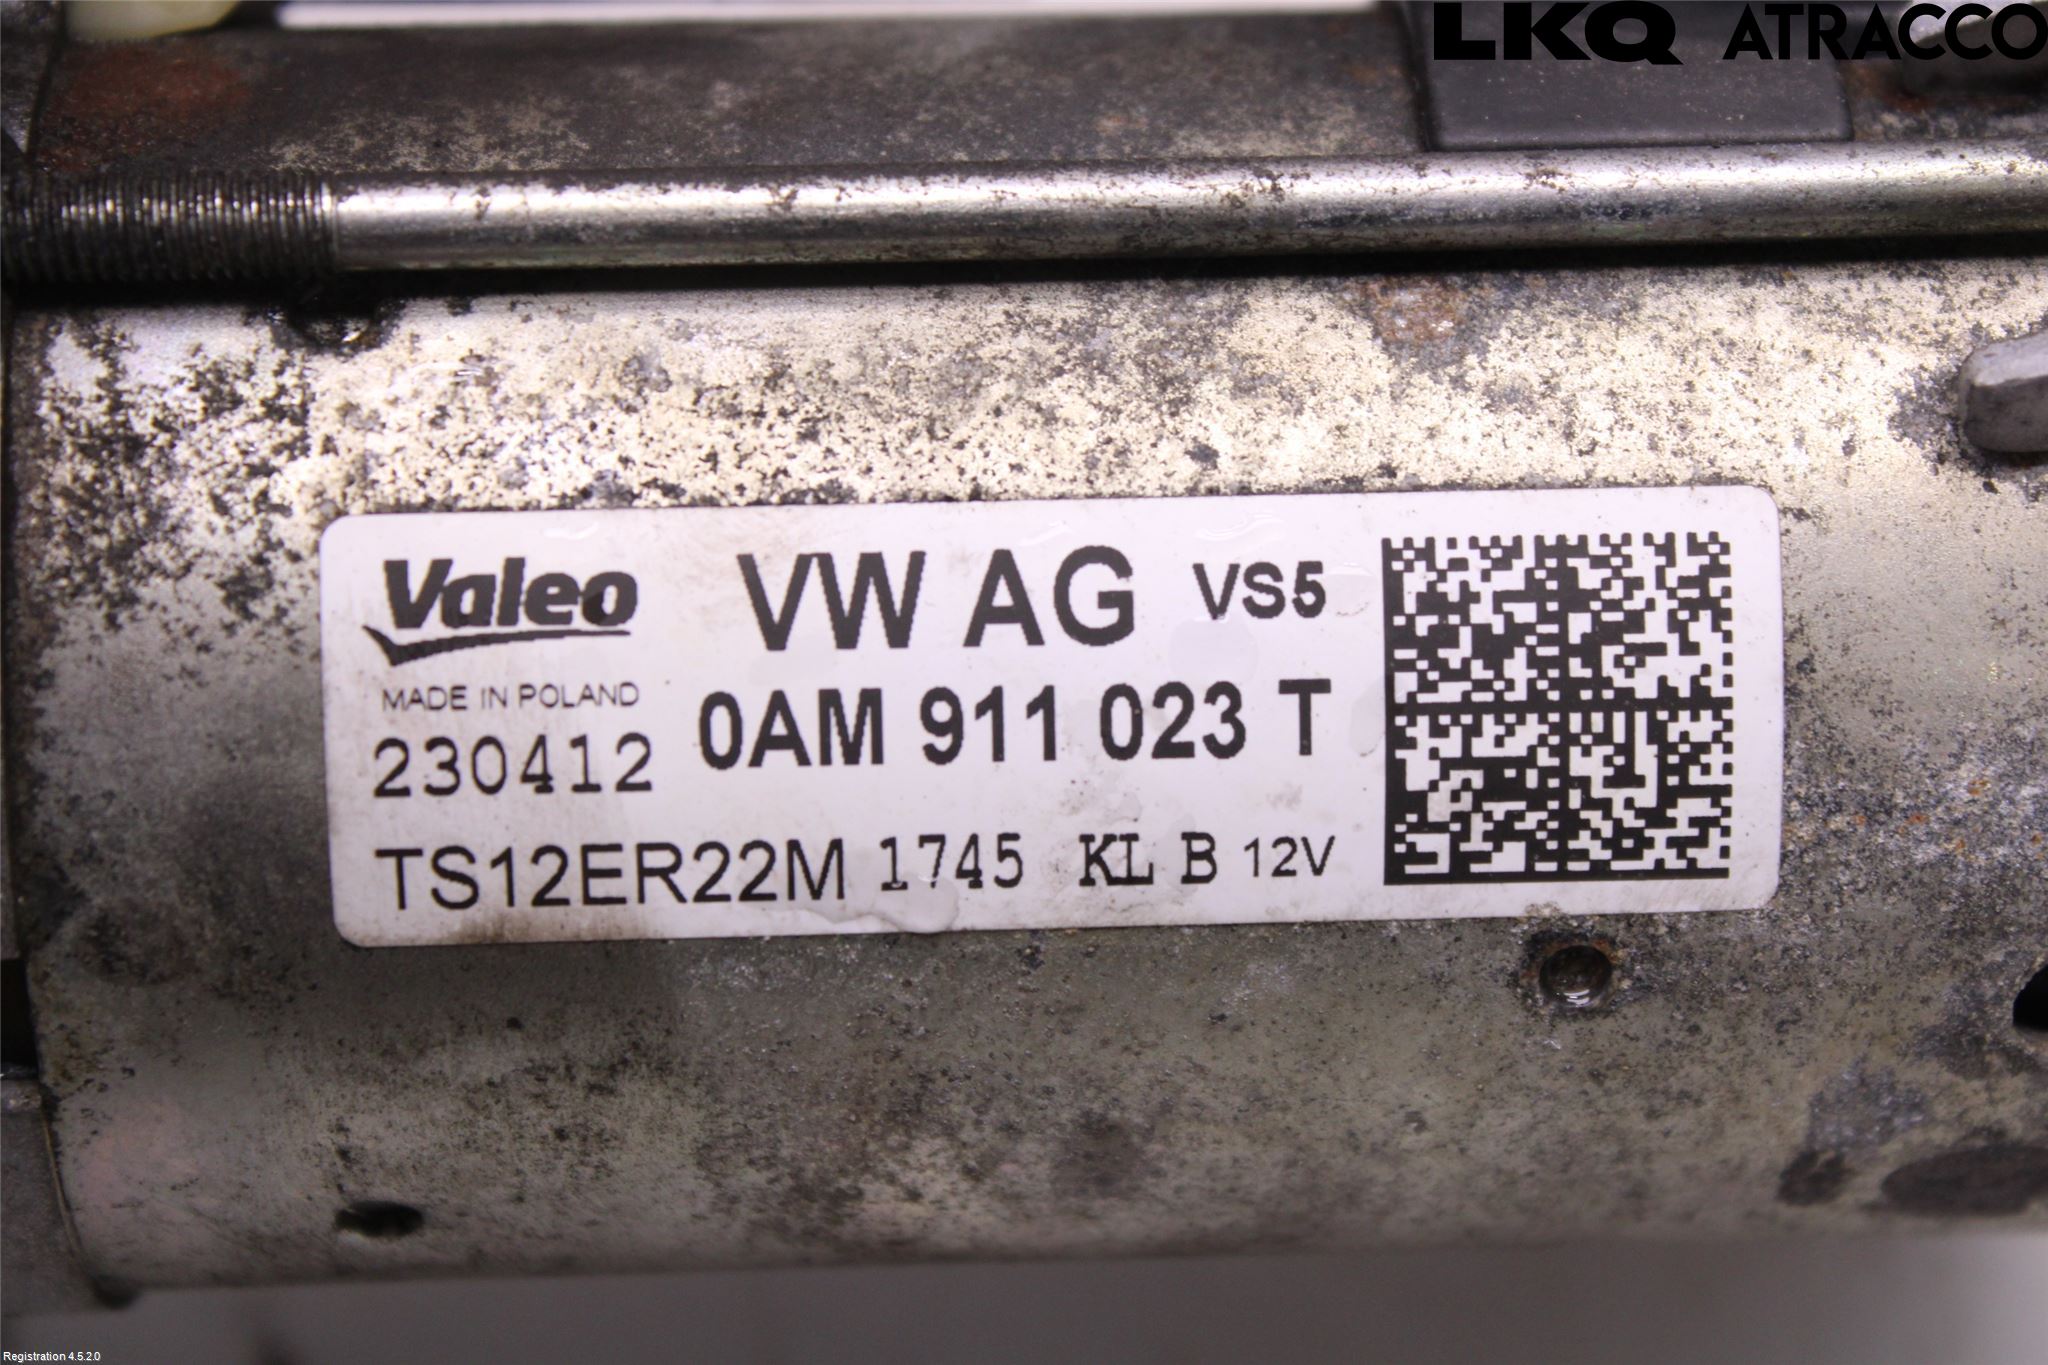 LKQ ATRACCO
Valeo VW AG VS5
MADE IN POLAND
230412 0AM 911 023 T
TS12ER22M 1745 KL B 12V
Registration 4.5.2.0